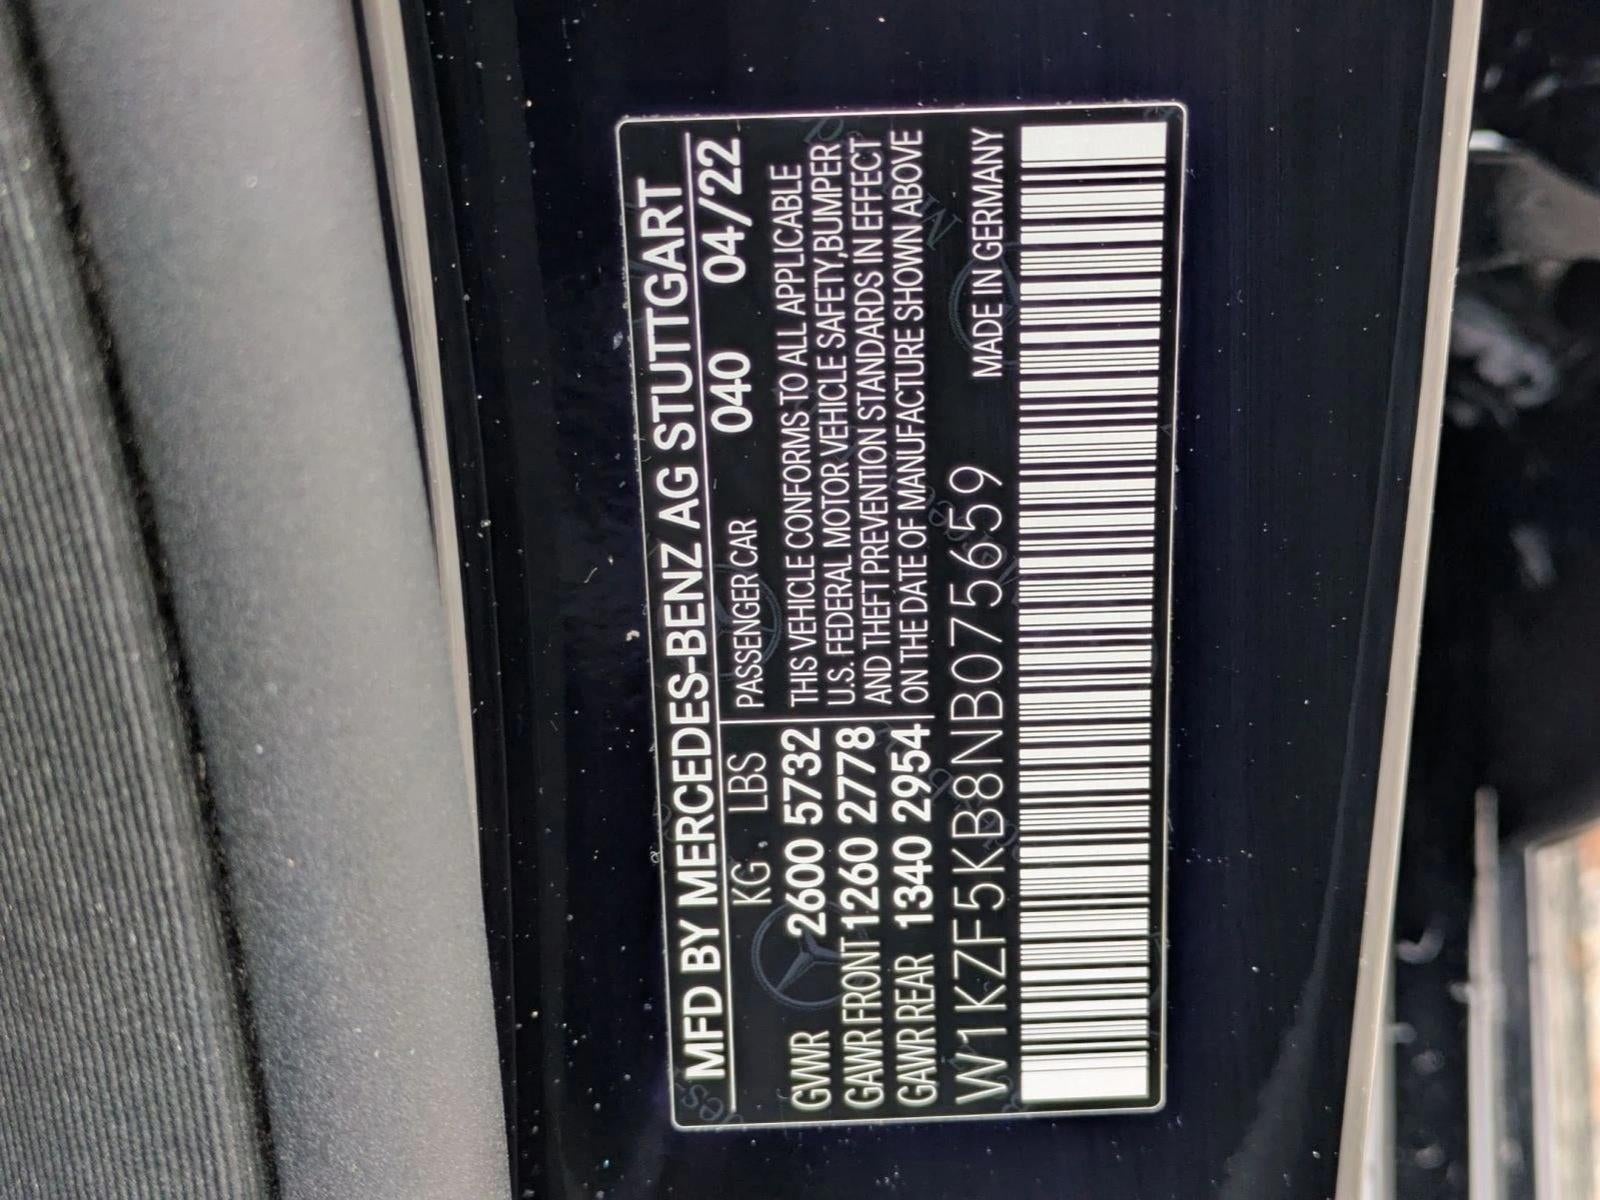 MFD BY MERCEDES-BENZ AG STUTTGART
KG. LBS PASSENGER CAR 040 04/22
GWWR 2600 5732 THIS VEHICLE CONFORMS TO ALL APPLICABLE
GAWR FRONT 1260 2778 U.S. FEDERAL MOTOR VEHICLE SAFETY,BUMPER
GAWR REAR 1340 2954 AND THEFT PREVENTION STANDARDS IN EFFECT
ON THE DATE OF MANUFACTURE SHOWN ABOVE
W1KZF5KB8NB075659 MADE IN GERMANY